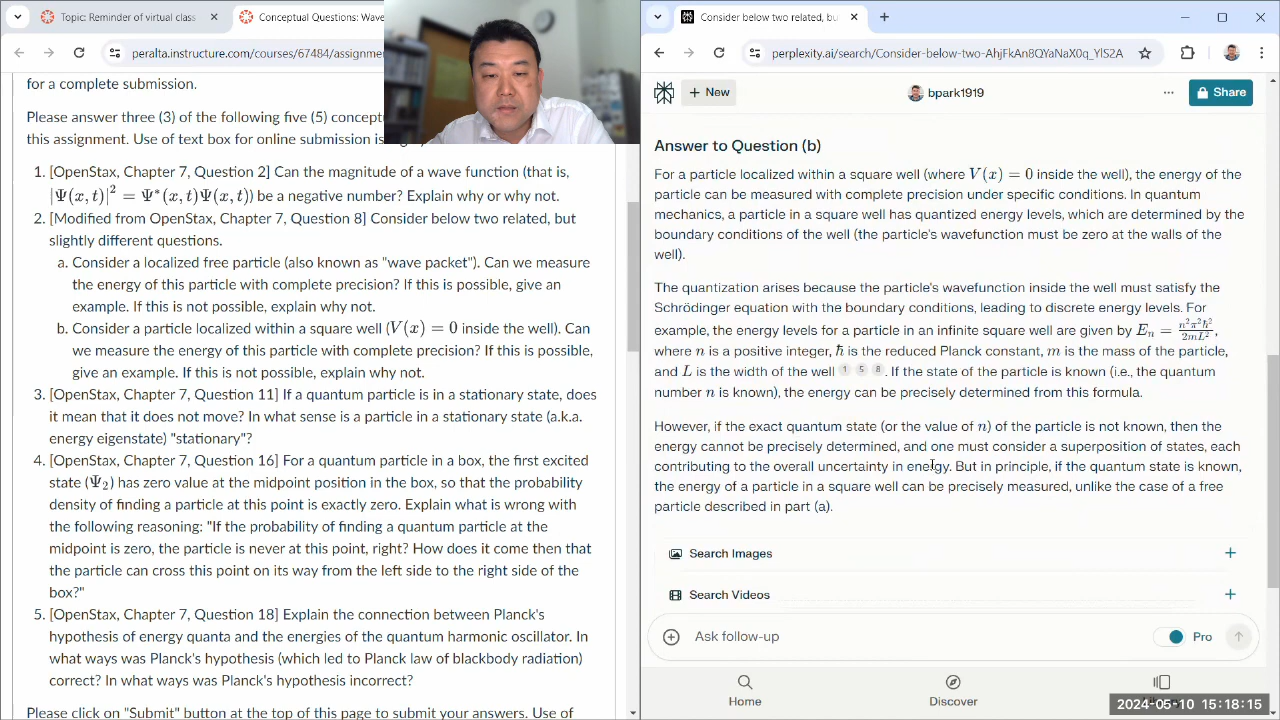 Topic: Reminder of virtual class
Conceptual Questions: Wave
peralta.instructure.com/courses/67484/assignme
for a complete submission.
Please answer three (3) of the following five (5) concept
this assignment. Use of text box for online submission is
1. [OpenStax, Chapter 7, Question 2] Can the magnitude of a wave function (that is,
|Ψ(x, t)|² = Ψ*(x, t)Ψ(x, t)) be a negative number? Explain why or why not.
2. [Modified from OpenStax, Chapter 7, Question 8] Consider below two related, but
slightly different questions.
a. Consider a localized free particle (also known as "wave packet"). Can we measure
the energy of this particle with complete precision? If this is possible, give an
example. If this is not possible, explain why not.
b. Consider a particle localized within a square well (V(x) = 0 inside the well). Can
we measure the energy of this particle with complete precision? If this is possible,
give an example. If this is not possible, explain why not.
3. [OpenStax, Chapter 7, Question 11] If a quantum particle is in a stationary state, does
it mean that it does not move? In what sense is a particle in a stationary state (a.k.a.
energy eigenstate) "stationary"?
4. [OpenStax, Chapter 7, Question 16] For a quantum particle in a box, the first excited
state (Ψ₂) has zero value at the midpoint position in the box, so that the probability
density of finding a particle at this point is exactly zero. Explain what is wrong with
the following reasoning: "If the probability of finding a quantum particle at the
midpoint is zero, the particle is never at this point, right? How does it come then that
the particle can cross this point on its way from the left side to the right side of the
box?"
5. [OpenStax, Chapter 7, Question 18] Explain the connection between Planck's
hypothesis of energy quanta and the energies of the quantum harmonic oscillator. In
what ways was Planck's hypothesis (which led to Planck law of blackbody radiation)
correct? In what ways was Planck's hypothesis incorrect?
Please click on "Submit" button at the top of this page to submit your answers. Use of
Consider below two related, bu
perplexity.ai/search/Consider-below-two-AhjFkAn8QYaNaX0U_YlS2A
New
bpark1919
Share
Answer to Question (b)
For a particle localized within a square well (where V(x) = 0 inside the well), the energy of the
particle can be measured with complete precision under specific conditions. In quantum
mechanics, a particle in a square well has quantized energy levels, which are determined by the
boundary conditions of the well (the particle's wavefunction must be zero at the walls of the
well).
The quantization arises because the particle's wavefunction inside the well must satisfy the
Schrödinger equation with the boundary conditions, leading to discrete energy levels. For
example, the energy levels for a particle in an infinite square well are given by Eₙ = n²π²ħ²/2mL²,
where n is a positive integer, ħ is the reduced Planck constant, m is the mass of the particle,
and L is the width of the well 1 5 8. If the state of the particle is known (i.e., the quantum
number n is known), the energy can be precisely determined from this formula.
However, if the exact quantum state (or the value of n) of the particle is not known, then the
energy cannot be precisely determined, and one must consider a superposition of states, each
contributing to the overall uncertainty in energy. But in principle, if the quantum state is known,
the energy of a particle in a square well can be precisely measured, unlike the case of a free
particle described in part (a).
Search Images
Search Videos
Ask follow-up
Pro
Home
Discover
2024-05-10 15:18:15